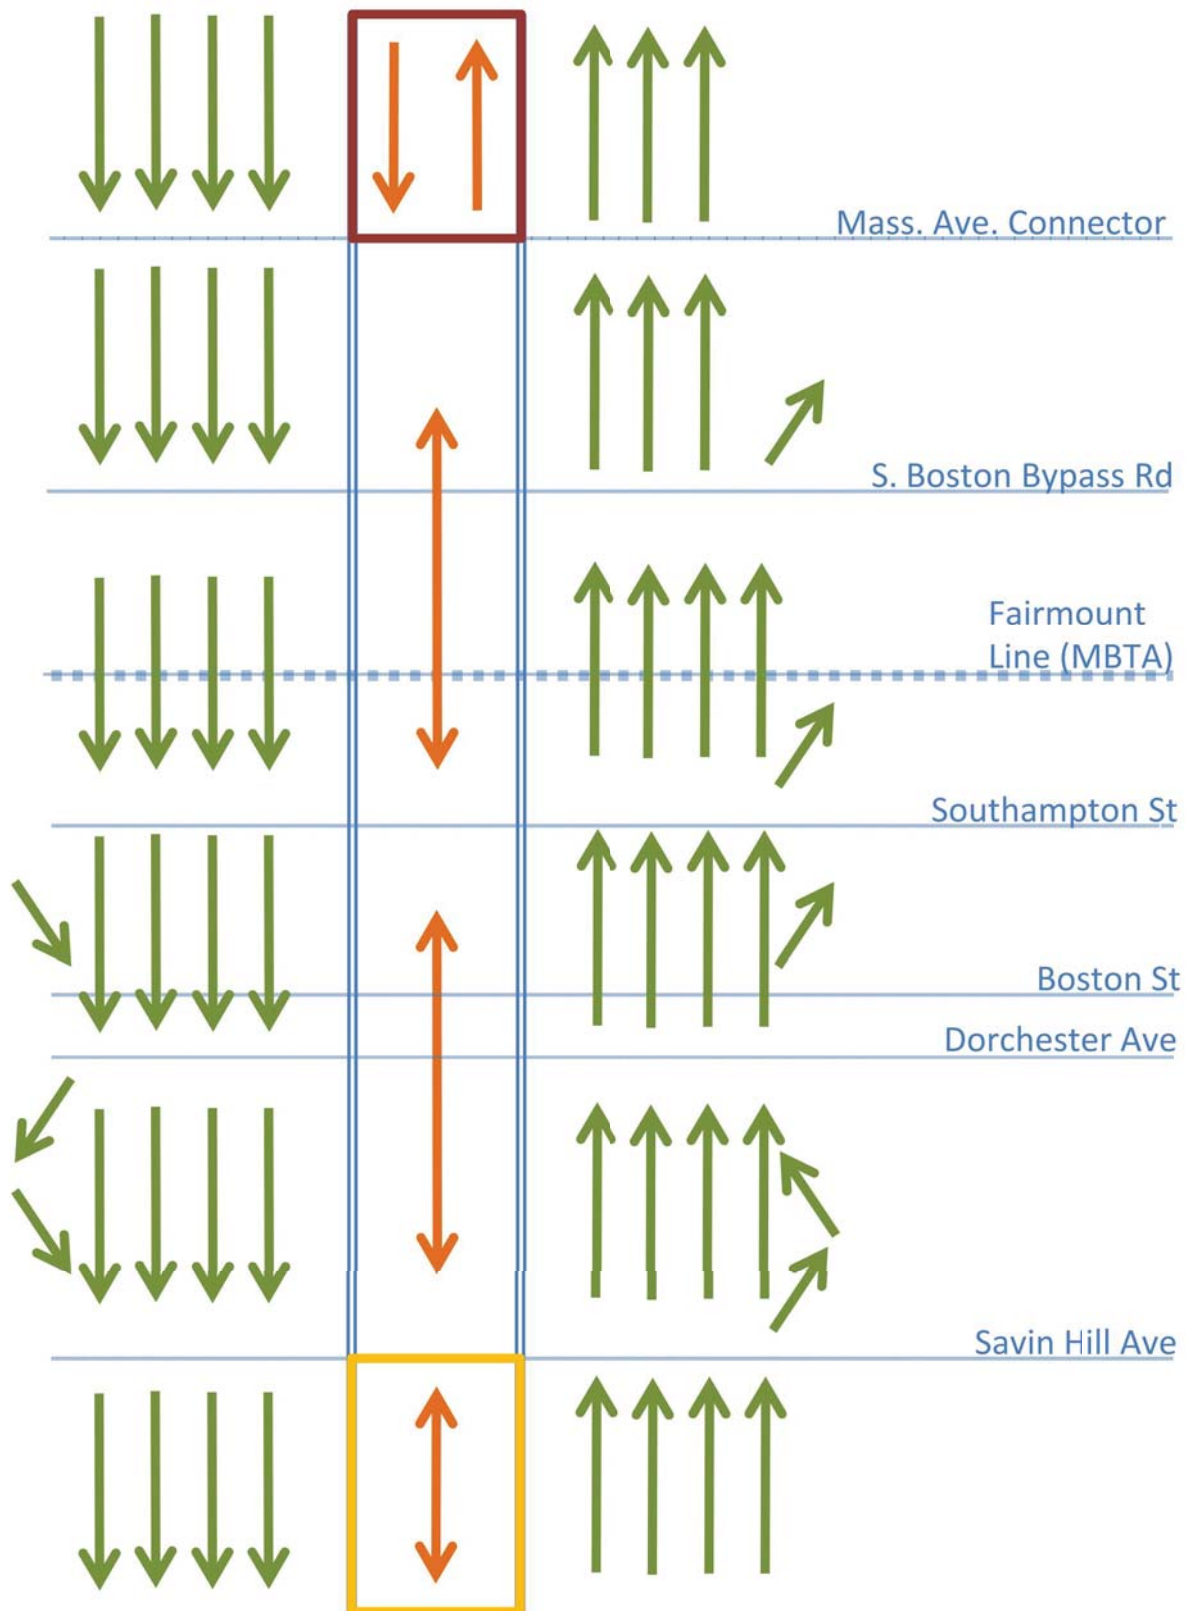 Mass. Ave. Connector
S. Boston Bypass Rd
Fairmount
Line (MBTA)
Southampton St
Boston St
Dorchester Ave
Savin Hill Ave